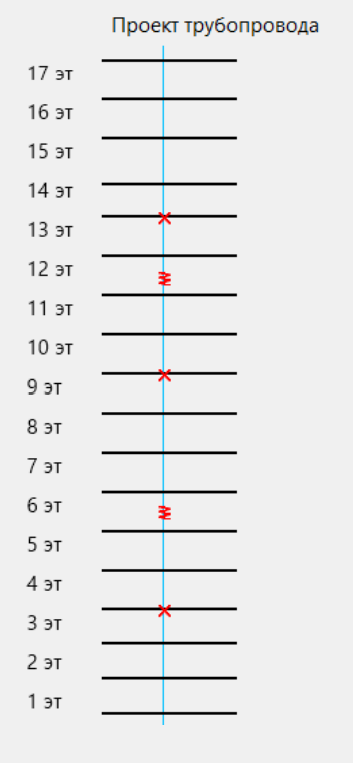 Проект трубопровода
17 эт
16 эт
15 эт
14 эт
13 эт
12 эт
11 эт
10 эт
9 эт
8 эт
7 эт
6 эт
5 эт
4 эт
3 эт
2 эт
1 эт